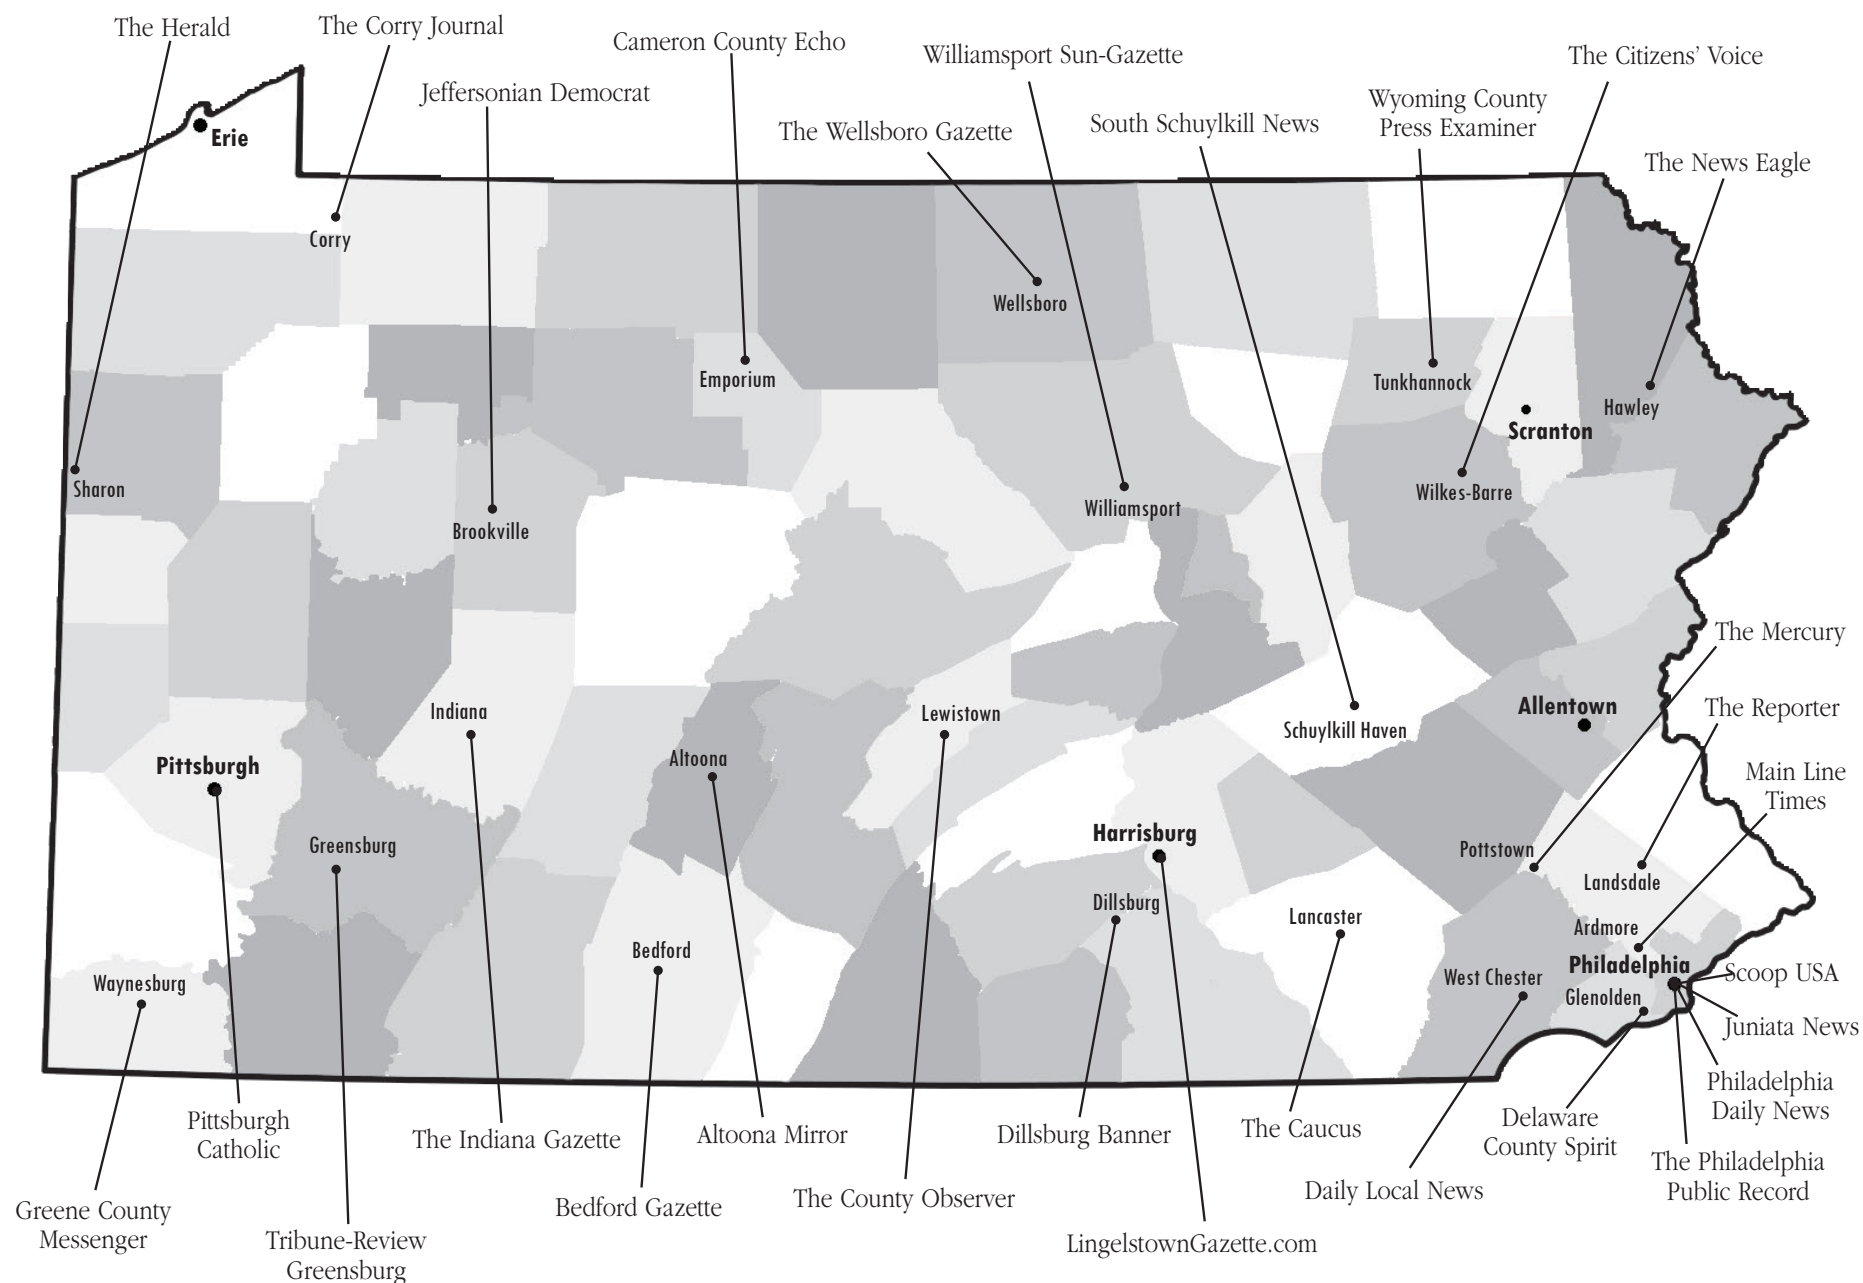 The Herald
The Corry Journal
Cameron County Echo
Williamsport Sun-Gazette
The Citizens' Voice
Jeffersonian Democrat
The Wellsboro Gazette
South Schuylkill News
Wyoming County
Press Examiner
The News Eagle
Erie
Corry
Wellsboro
Emporium
Tunkhannock
Hawley
Scranton
Sharon
Brookville
Williamsport
Wilkes-Barre
The Mercury
The Reporter
Indiana
Lewistown
Allentown
Schuylkill Haven
Altoona
Pittsburgh
Main Line
Times
Harrisburg
Greensburg
Pottstown
Landsdale
Dillsburg
Lancaster
Ardmore
Bedford
Philadelphia
Scoop USA
West Chester
Waynesburg
Glenolden
Juniata News
Philadelphia
Daily News
Pittsburgh
Catholic
The Indiana Gazette
Altoona Mirror
Dillsburg Banner
The Caucus
Delaware
County Spirit
The Philadelphia
Public Record
Daily Local News
The County Observer
Bedford Gazette
Greene County
Messenger
Tribune-Review
Greensburg
LingelstownGazette.com